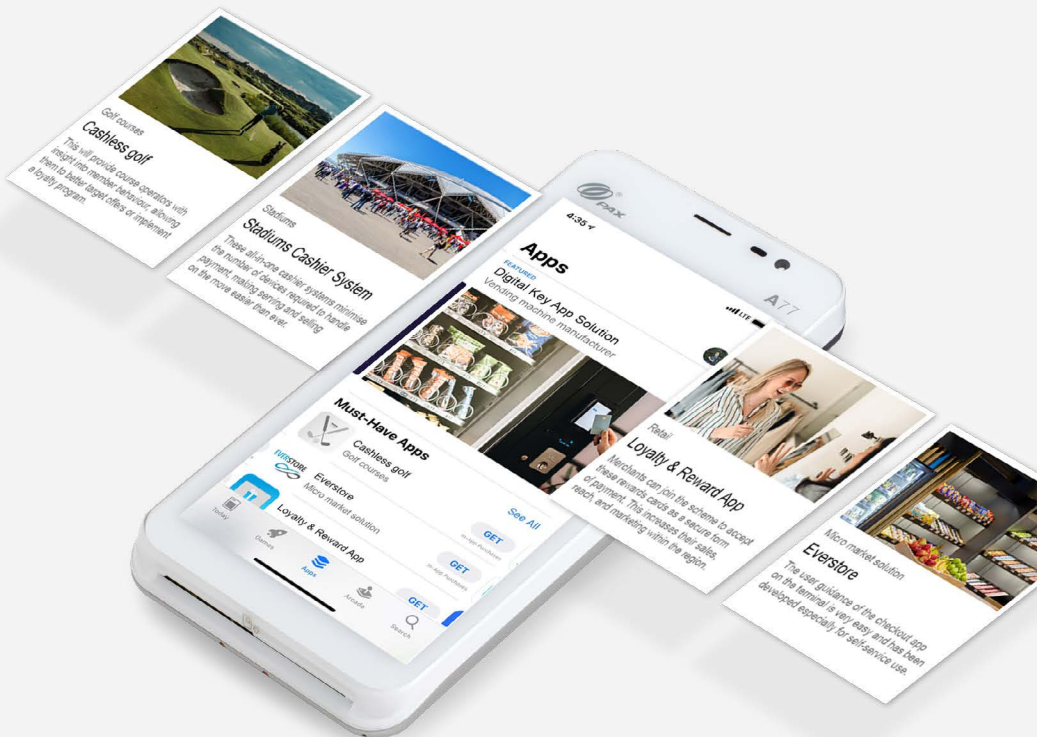 Golf courses
Cashless golf
This will provide course operators with
insight into member behaviour, allowing
them to better target offers or implement
a loyalty program.
Stadiums
Stadiums Cashier System
These all-in-one cashier systems minimise
the number of devices required to handle
payment, making serving and selling
on the move easier than ever.
PAX
A77
4:35
LTE
Apps
FEATURED
Digital Key App Solution
Vending machine manufacturer
Must-Have Apps
See All
Cashless golf
Golf courses
GET
In-App Purchases
EVERSTORE
Everstore
Micro market solution
GET
In-App Purchases
Loyalty & Reward App
GET
Today
Games
Apps
Arcade
Search
Retail
Loyalty & Reward App
Merchants can join the scheme to accept
these rewards cards as a secure form
of payment. This increases their sales,
reach, and marketing within the region.
Micro market solution
Everstore
The user guidance of the checkout app
on the terminal is very easy and has been
developed especially for self-service use.